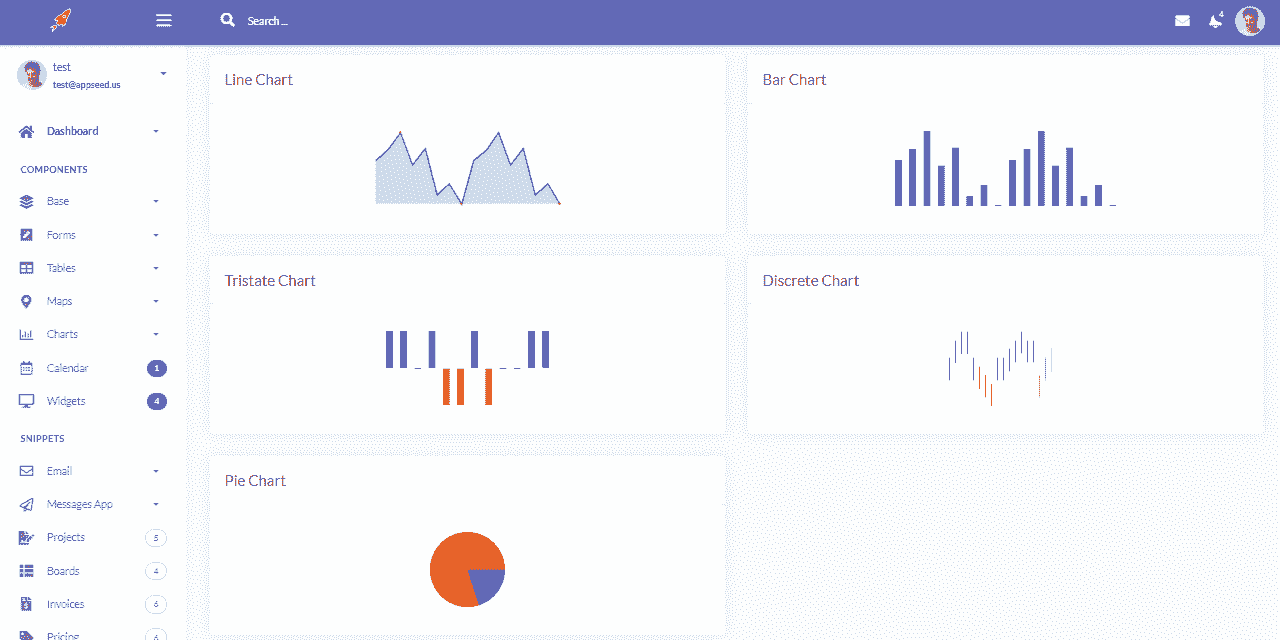 Search ...
4
test
test@appseed.us
Dashboard
COMPONENTS
Base
Forms
Tables
Maps
Charts
Calendar 1
Widgets 4
SNIPPETS
Email
Messages App
Projects 5
Boards 4
Invoices 6
Pricing 6
Line Chart
Bar Chart
Tristate Chart
Discrete Chart
Pie Chart